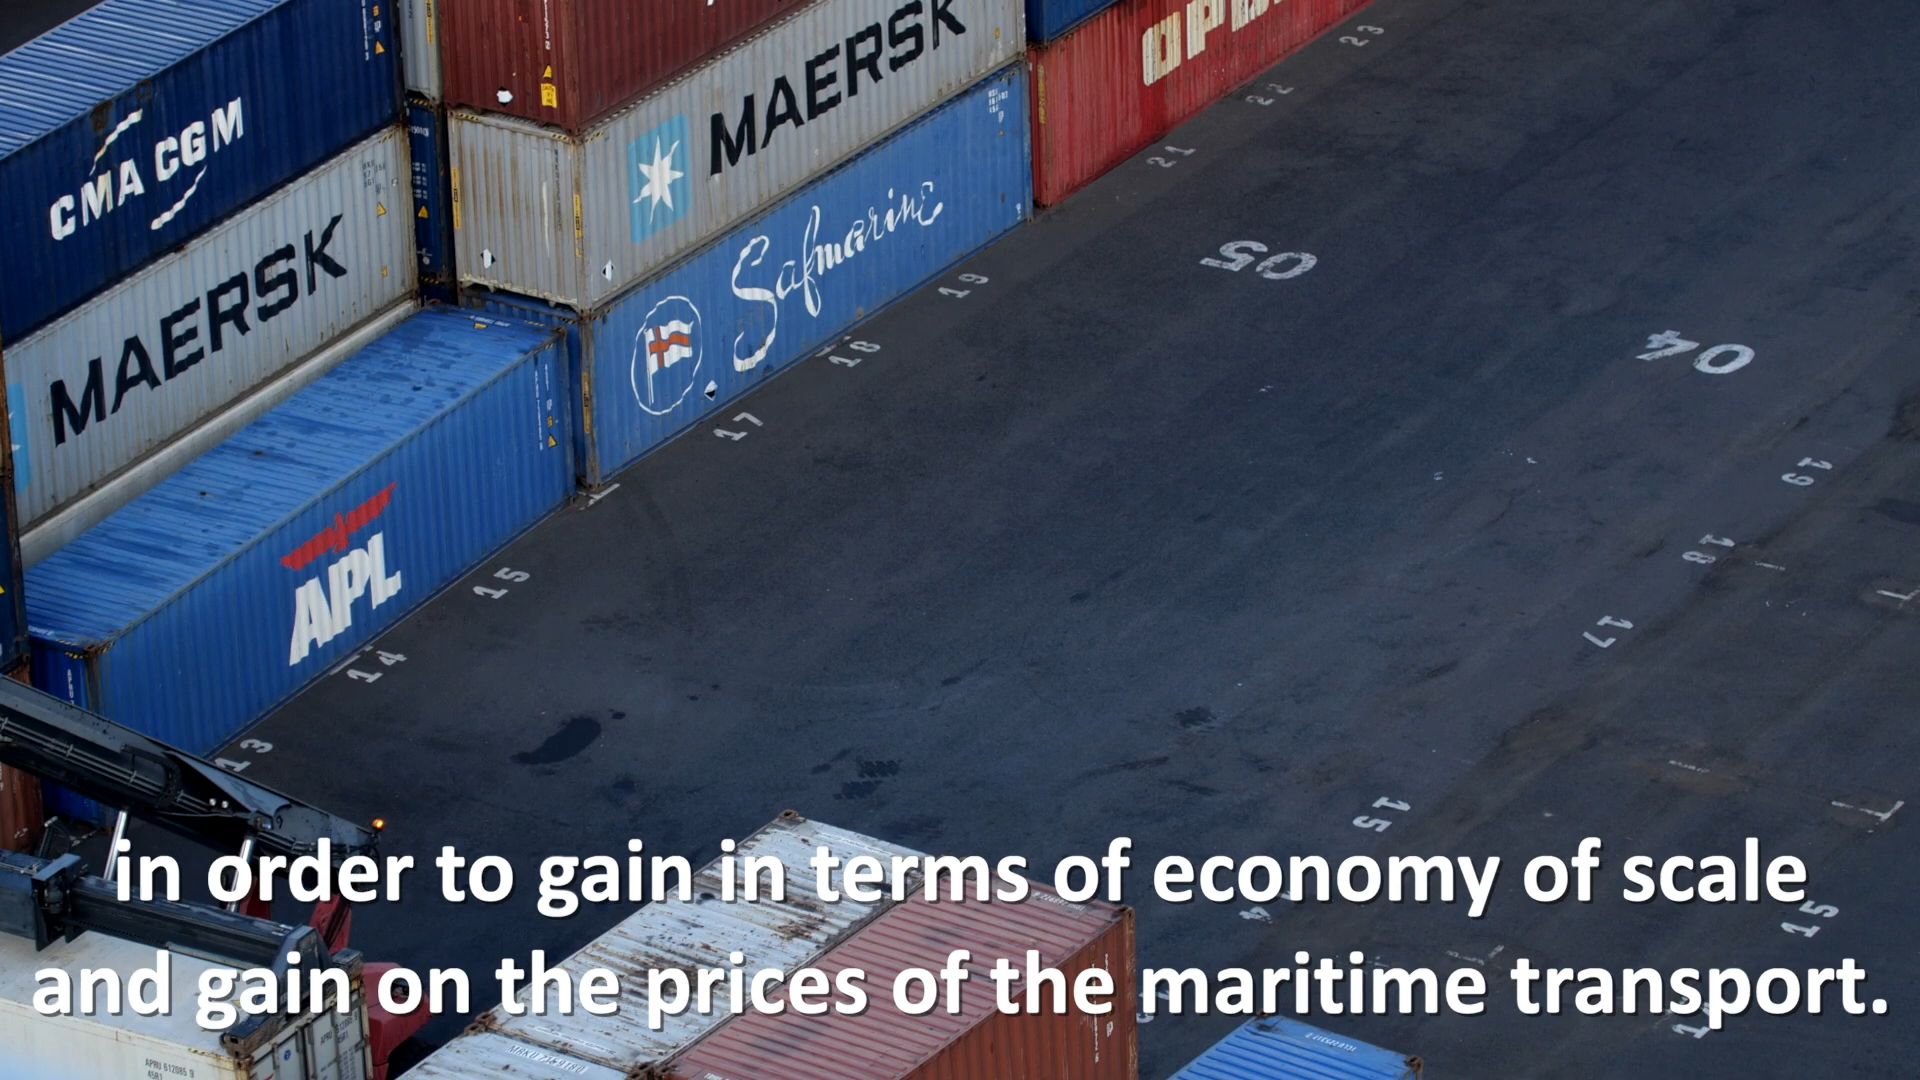 CMA CGM
MAERSK
MAERSK
Safmarine
APL
23
22
21
19
18
17
15
14
13
05
04
19
18
17
15
15
in order to gain in terms of economy of scale
and gain on the prices of the maritime transport.